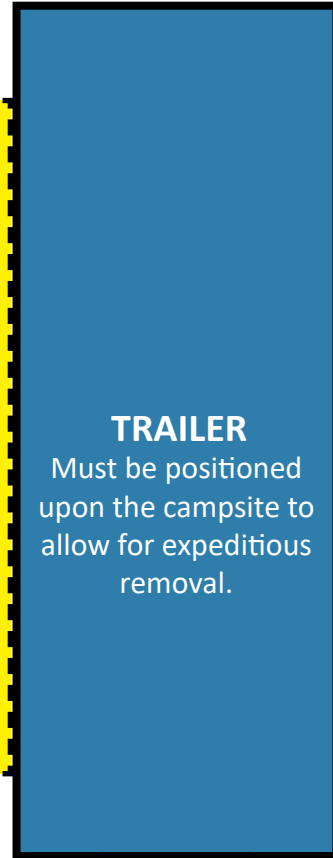 TRAILER
Must be positioned
upon the campsite to
allow for expeditious
removal.